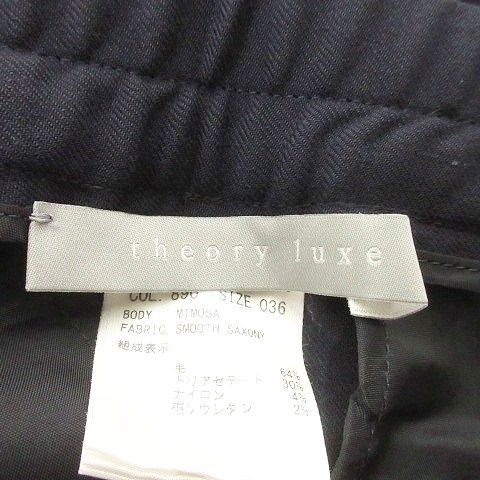 theory luxe
COL. 890 SIZE 036
BODY MIMOSA
FABRIC SMOOTH SAXONY
組成表示
毛 64%
トリアセテート 30%
ナイロン 4%
ポリウレタン 2%